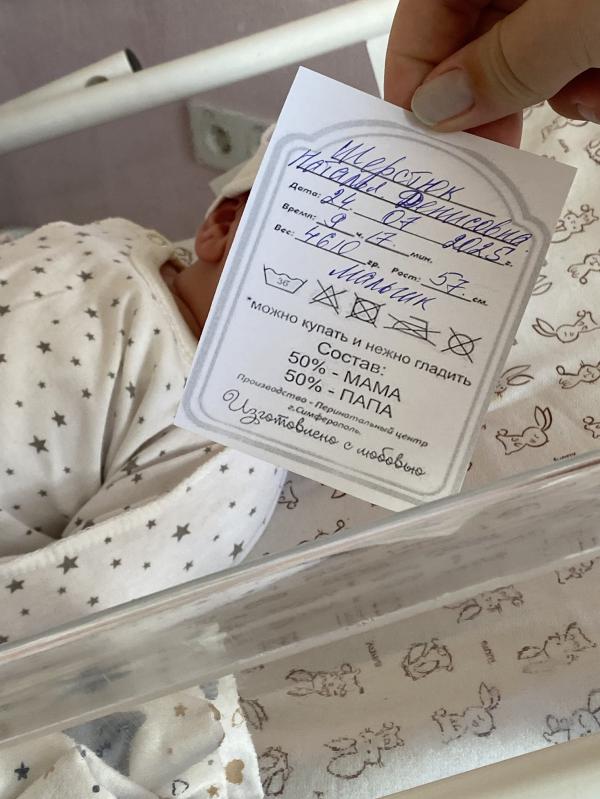 Шерстюк
Наталья Денисовна
Дата: 24. 07 2025 г.
Время: 9 ч. 17 мин.
Вес: 4610 гр. Рост: 57 см.
мальчик
36
*можно купать и нежно гладить
Состав:
50% - МАМА
50% - ПАПА
Производство - Перинатальный центр
г.Симферополь.
Изготовлено с любовью